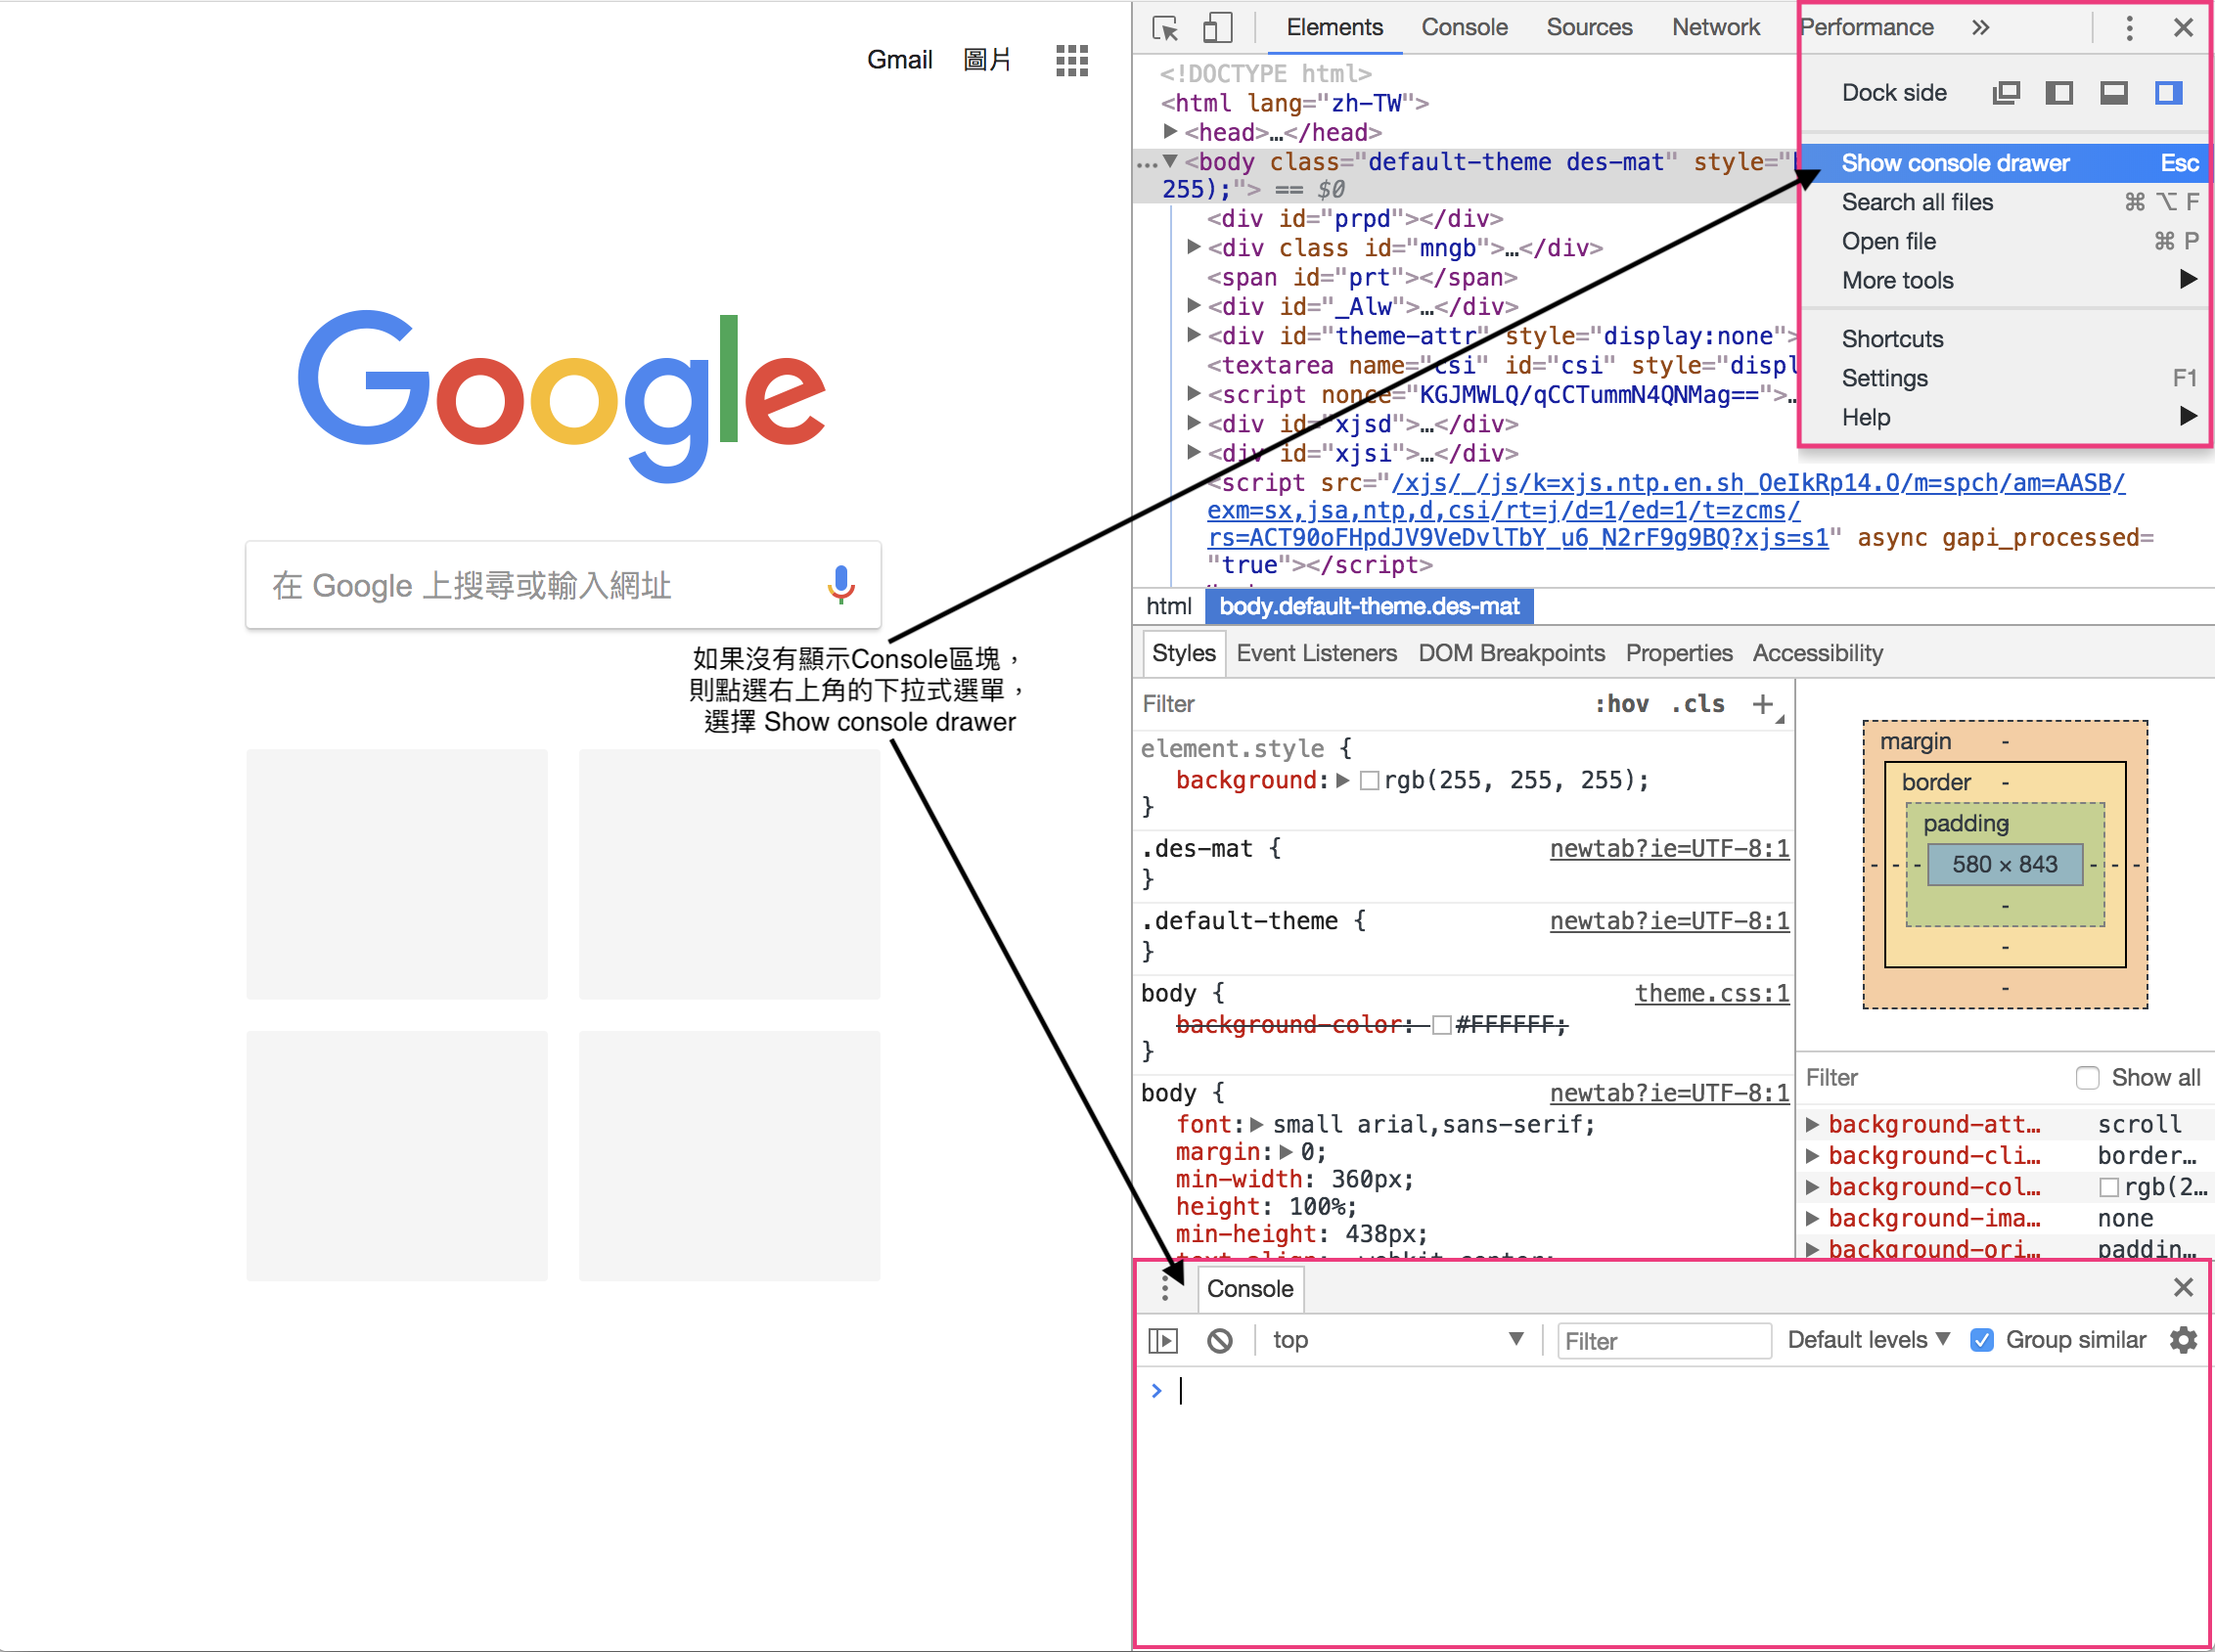 Gmail 圖片
Google
在 Google 上搜尋或輸入網址
如果沒有顯示Console區塊，
則點選右上角的下拉式選單，
選擇 Show console drawer
Elements Console Sources Network Performance »
<!DOCTYPE html>
<html lang="zh-TW">
<head>…</head>
…<body class="default-theme des-mat" style="
255);"> == $0
<div id="prpd"></div>
<div class id="mngb">…</div>
<span id="prt"></span>
<div id="_Alw">…</div>
<div id="theme-attr" style="display:none">
<textarea name="csi" id="csi" style="displ
<script nonce="KGJMWLQ/qCCTummN4QNMag==">…
<div id="xjsd">…</div>
<div id="xjsi">…</div>
<script src="/xjs/_/js/k=xjs.ntp.en.sh_OeIkRp14.O/m=spch/am=AASB/
exm=sx,jsa,ntp,d,csi/rt=j/d=1/ed=1/t=zcms/
rs=ACT90oFHpdJV9VeDvlTbY_u6_N2rF9g9BQ?xjs=s1" async gapi_processed=
"true"></script>
Dock side
Show console drawer Esc
Search all files ⌘ ⌥ F
Open file ⌘ P
More tools ▶
Shortcuts
Settings F1
Help ▶
html body.default-theme.des-mat
Styles Event Listeners DOM Breakpoints Properties Accessibility
Filter :hov .cls +
element.style {
background: rgb(255, 255, 255);
}
.des-mat { newtab?ie=UTF-8:1
}
.default-theme { newtab?ie=UTF-8:1
}
body { theme.css:1
background-color: #FFFFFF;
}
body { newtab?ie=UTF-8:1
font: small arial,sans-serif;
margin: 0;
min-width: 360px;
height: 100%;
min-height: 438px;
text-align: -webkit-center;
margin -
border -
padding -
- - - 580 × 843 - - -
-
-
-
Filter Show all
background-att… scroll
background-cli… border…
background-col… rgb(2…
background-ima… none
background-ori… paddin…
Console
top ▼ Filter Default levels ▼ Group similar
>